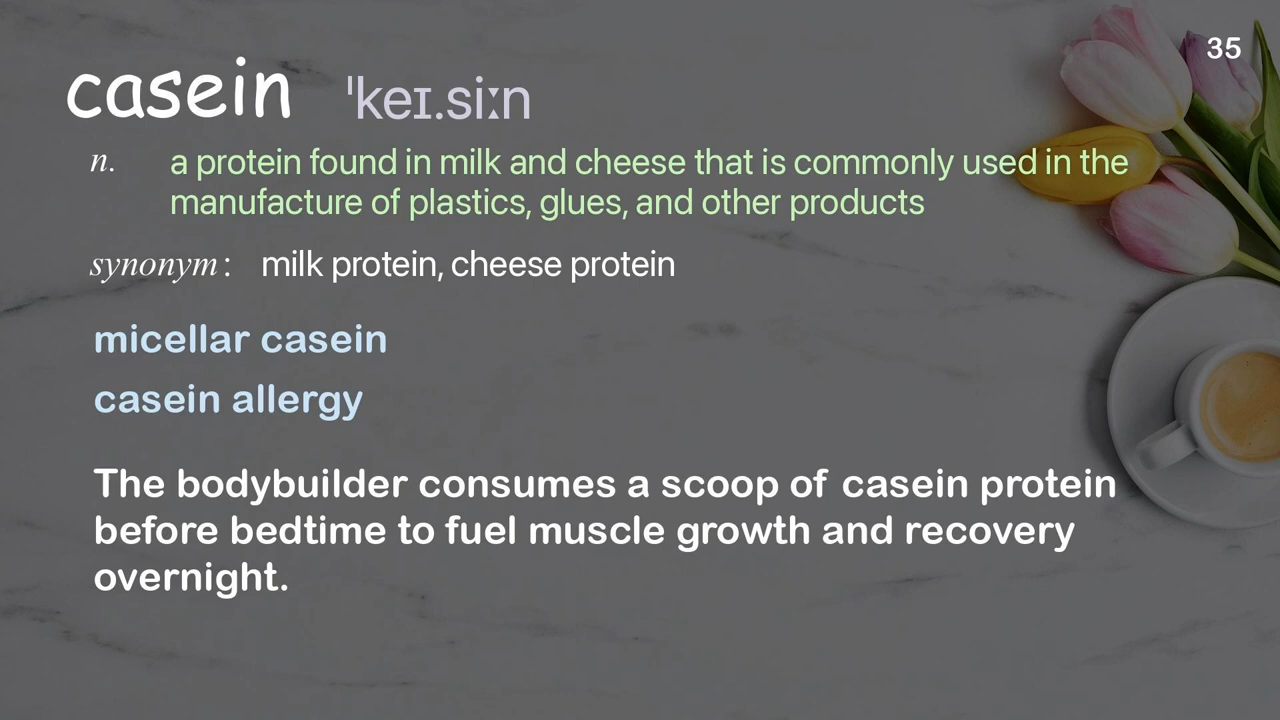 35
casein ˈkeɪ.siːn
n. a protein found in milk and cheese that is commonly used in the
manufacture of plastics, glues, and other products
synonym: milk protein, cheese protein
micellar casein
casein allergy
The bodybuilder consumes a scoop of casein protein
before bedtime to fuel muscle growth and recovery
overnight.